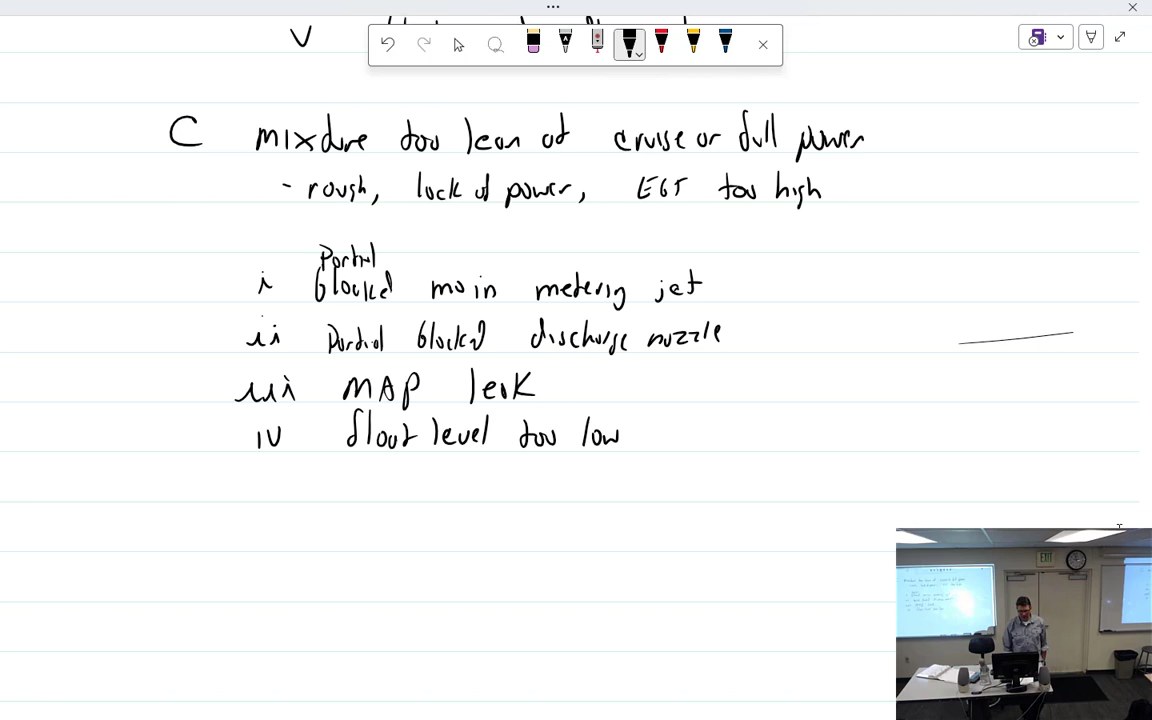 V
C mixture too lean at cruise or full power
- rough, lack of power, EGT too high
Partial
i blocked main metering jet
ii Partial blocked discharge nozzle
iii MAP leak
iv float level too low
EXIT